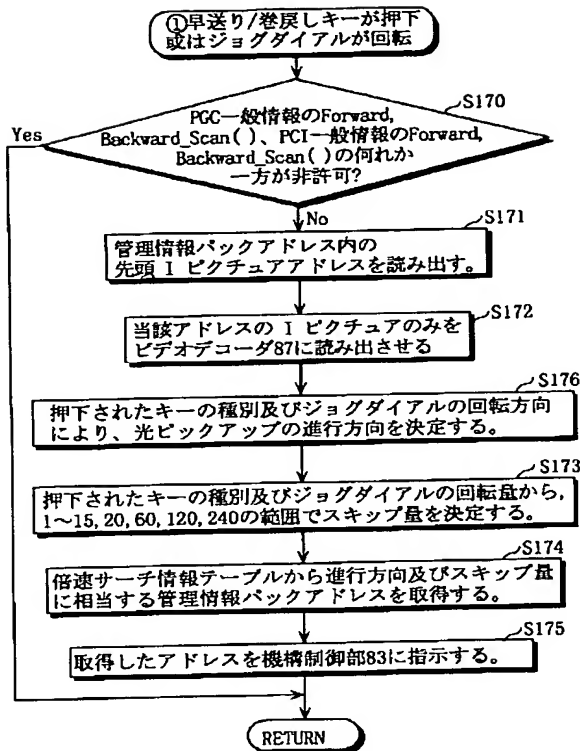 ①早送り/巻戻しキーが押下
或はジョグダイアルが回転
S170
PGC一般情報のForward,
Backward_Scan( )、PCI一般情報のForward,
Backward_Scan( )の何れか
一方が非許可?
Yes
No
S171
管理情報パックアドレス内の
先頭 I ピクチュアアドレスを読み出す。
S172
当該アドレスの I ピクチュアのみを
ビデオデコーダ87に読み出させる
S176
押下されたキーの種別及びジョグダイアルの回転方向
により、光ピックアップの進行方向を決定する。
S173
押下されたキーの種別及びジョグダイアルの回転量から,
1～15,20,60,120,240の範囲でスキップ量を決定する。
S174
倍速サーチ情報テーブルから進行方向及びスキップ量
に相当する管理情報パックアドレスを取得する。
S175
取得したアドレスを機構制御部83に指示する。
RETURN